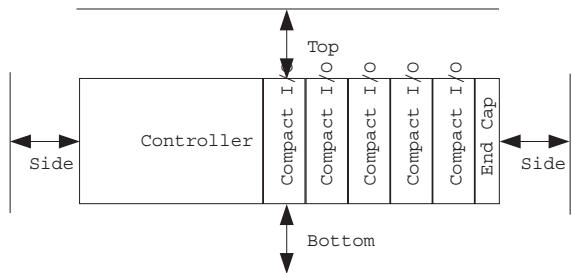 Top
Side
Controller
Compact I/O
Compact I/O
Compact I/O
Compact I/O
Compact I/O
End Cap
Side
Bottom